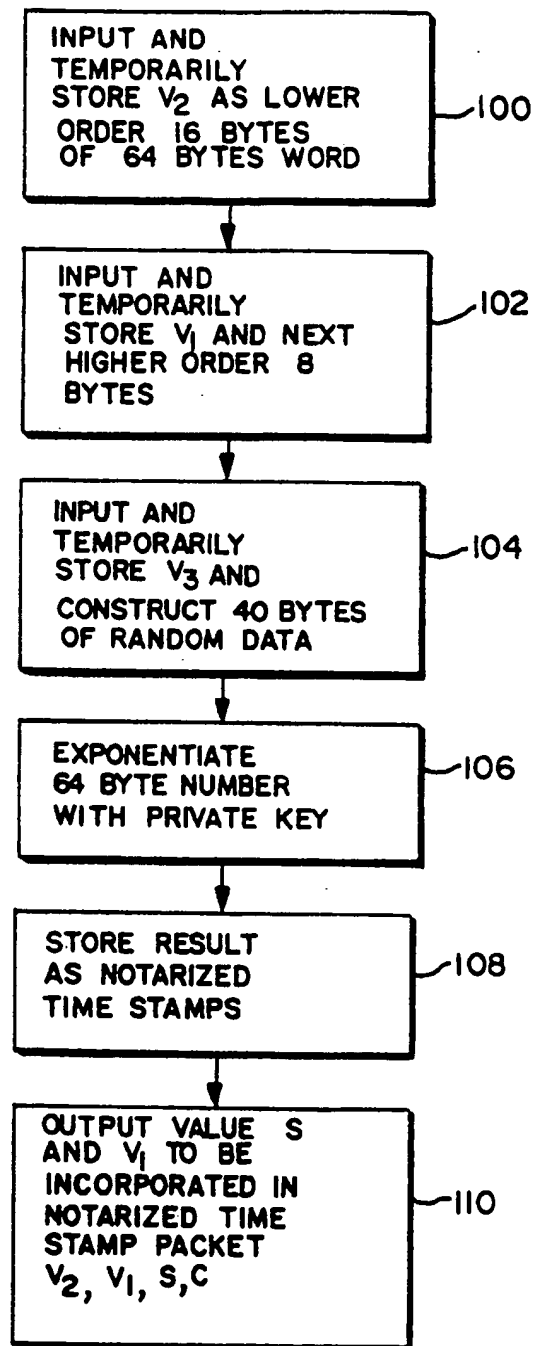 INPUT AND
TEMPORARILY
STORE V₂ AS LOWER
ORDER 16 BYTES
OF 64 BYTES WORD
100
INPUT AND
TEMPORARILY
STORE V₁ AND NEXT
HIGHER ORDER 8
BYTES
102
INPUT AND
TEMPORARILY
STORE V₃ AND
CONSTRUCT 40 BYTES
OF RANDOM DATA
104
EXPONENTIATE
64 BYTE NUMBER
WITH PRIVATE KEY
106
STORE RESULT
AS NOTARIZED
TIME STAMPS
108
OUTPUT VALUE S
AND V₁ TO BE
INCORPORATED IN
NOTARIZED TIME
STAMP PACKET
V₂, V₁, S,C
110